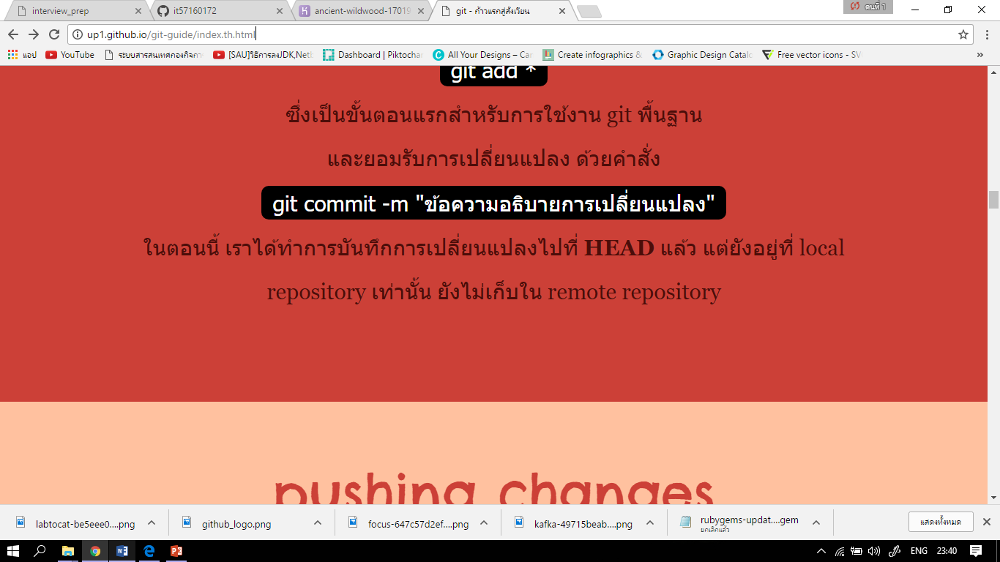 interview_prep
it57160172
ancient-wildwood-17019
git - ก้าวแรกสู่สังเวียน
คนที่ 1
up1.github.io/git-guide/index.th.html
แอป
YouTube
ระบบสารสนเทศกองกิจกา
[SAU]วิธีการลงJDK,Netb
Dashboard | Piktochar
All Your Designs – Can
Create infographics &
Graphic Design Catalo
Free vector icons - SV
»
git add *
ซึ่งเป็นขั้นตอนแรกสำหรับการใช้งาน git พื้นฐาน
และยอมรับการเปลี่ยนแปลง ด้วยคำสั่ง
git commit -m "ข้อความอธิบายการเปลี่ยนแปลง"
ในตอนนี้ เราได้ทำการบันทึกการเปลี่ยนแปลงไปที่ HEAD แล้ว แต่ยังอยู่ที่ local
repository เท่านั้น ยังไม่เก็บใน remote repository
pushing changes
labtocat-be5eee0....png
github_logo.png
focus-647c57d2ef....png
kafka-49715beab....png
rubygems-updat....gem
ยกเลิกแล้ว
แสดงทั้งหมด
ENG
23:40